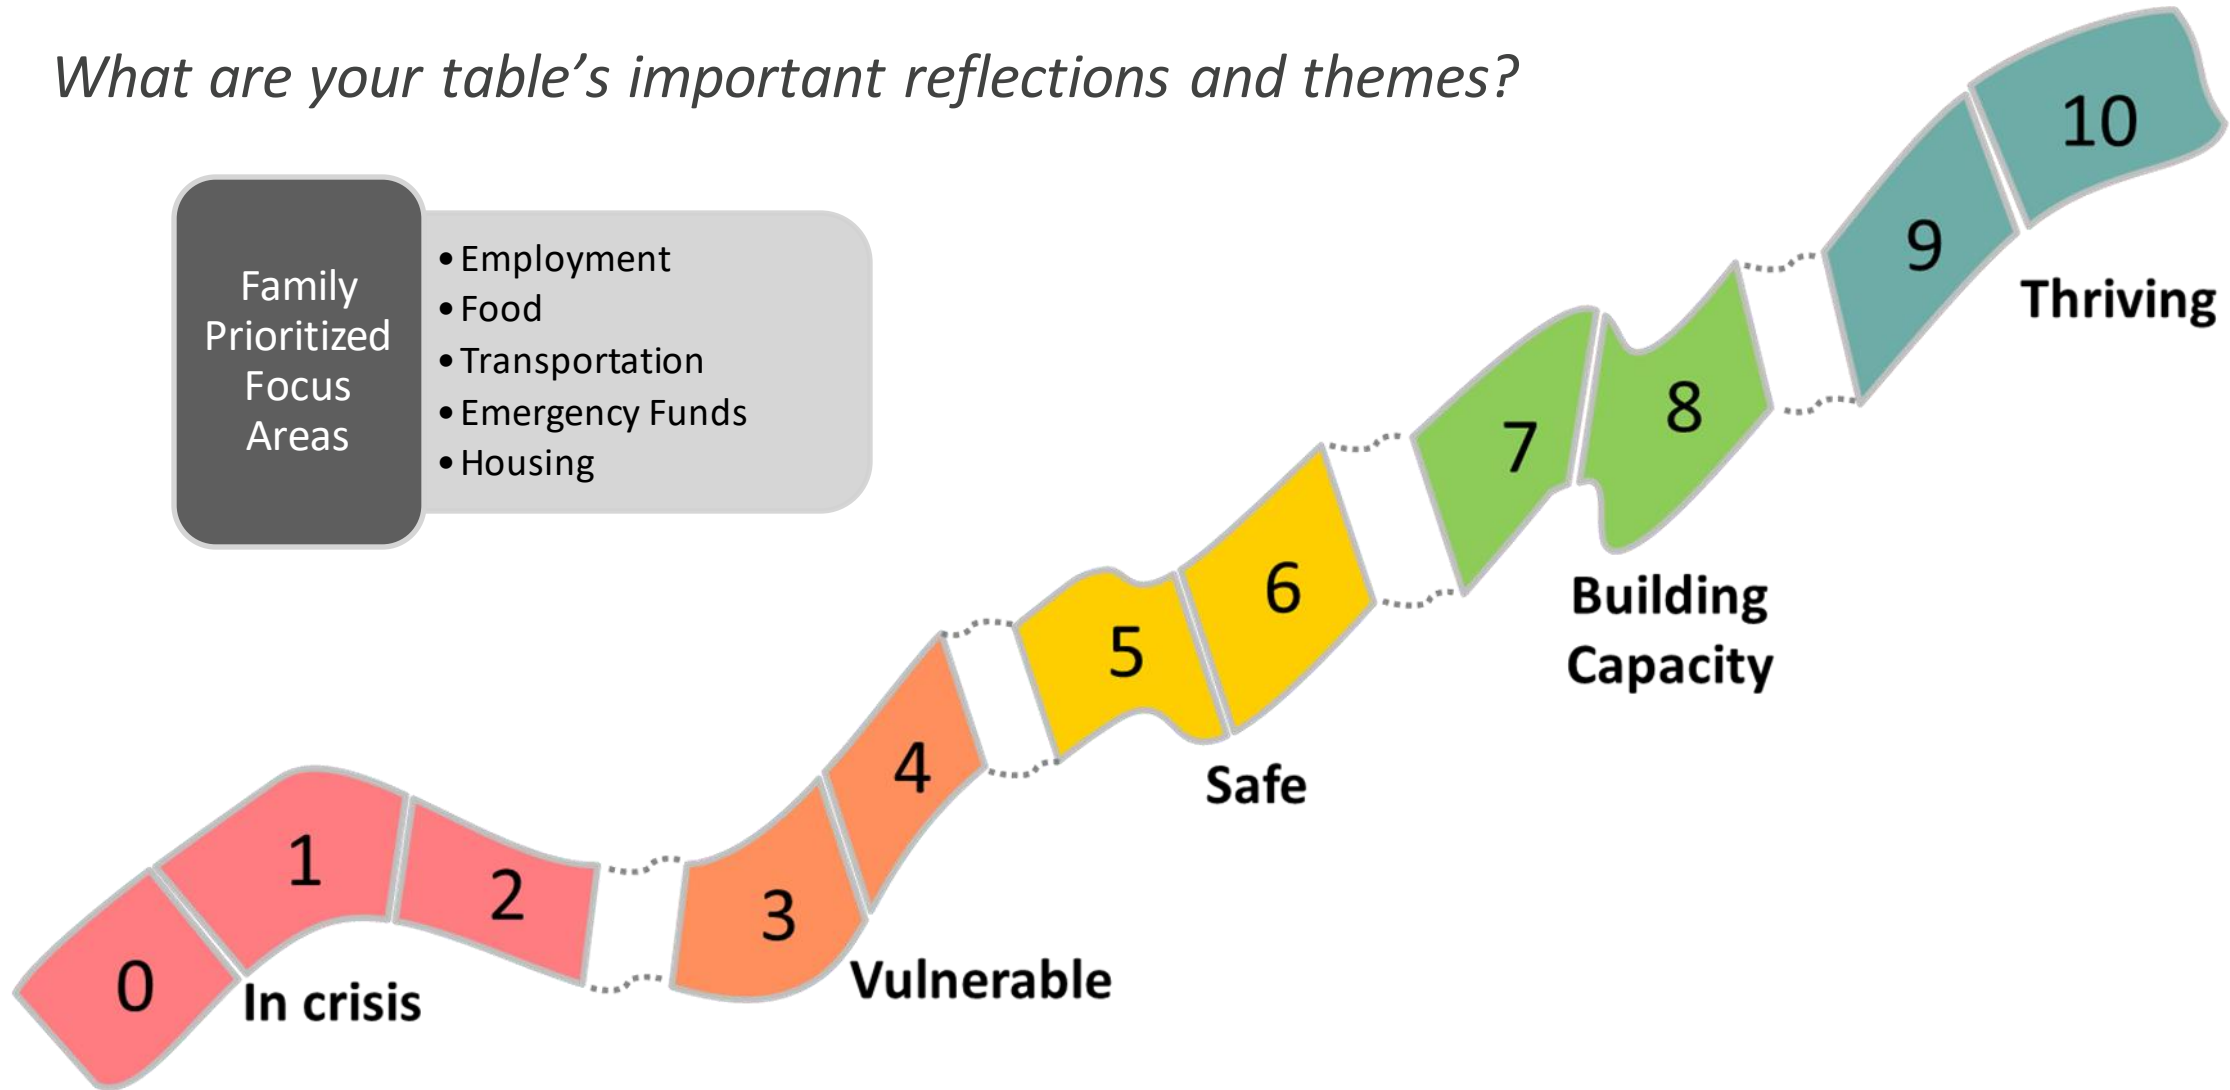 What are your table’s important reflections and themes?
Family
Prioritized
Focus
Areas
• Employment
• Food
• Transportation
• Emergency Funds
• Housing
0
1
2
In crisis
3
4
Vulnerable
5
6
Safe
7
8
Building
Capacity
9
10
Thriving